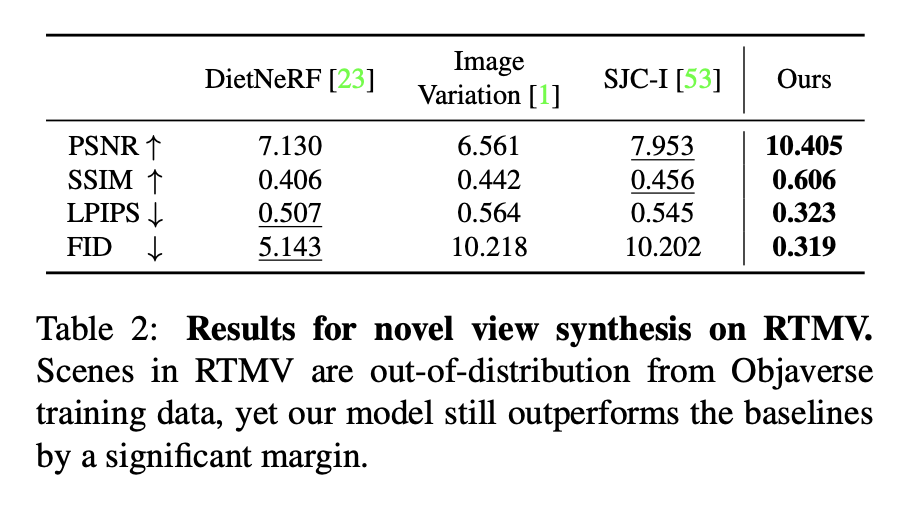 DietNeRF [23] Image Variation [1] SJC-I [53] Ours
PSNR ↑ 7.130 6.561 7.953 10.405
SSIM ↑ 0.406 0.442 0.456 0.606
LPIPS ↓ 0.507 0.564 0.545 0.323
FID ↓ 5.143 10.218 10.202 0.319
Table 2: Results for novel view synthesis on RTMV.
Scenes in RTMV are out-of-distribution from Objaverse
training data, yet our model still outperforms the baselines
by a significant margin.